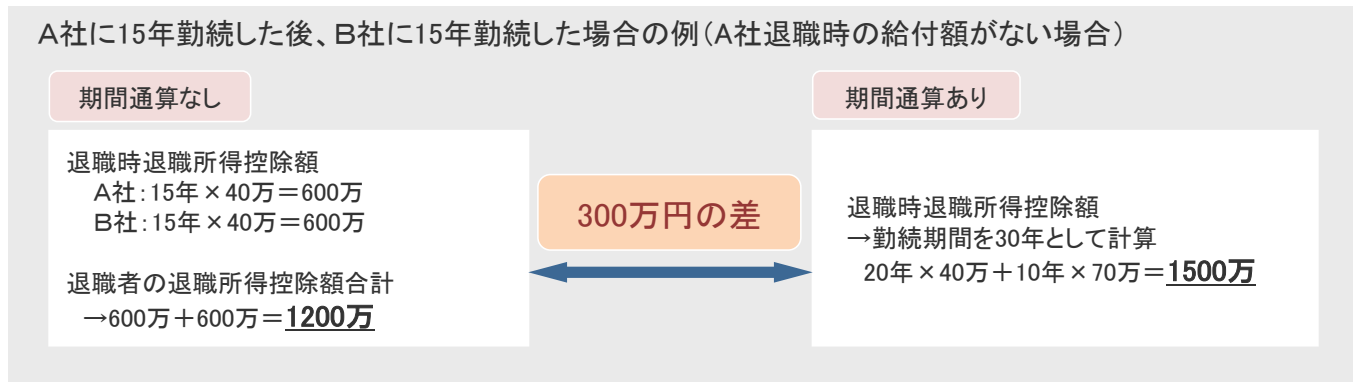 A社に15年勤続した後、B社に15年勤続した場合の例(A社退職時の給付額がない場合)
期間通算なし
退職時退職所得控除額
A社:15年×40万=600万
B社:15年×40万=600万
退職者の退職所得控除額合計
→600万+600万=1200万
300万円の差
期間通算あり
退職時退職所得控除額
→勤続期間を30年として計算
20年×40万+10年×70万=1500万